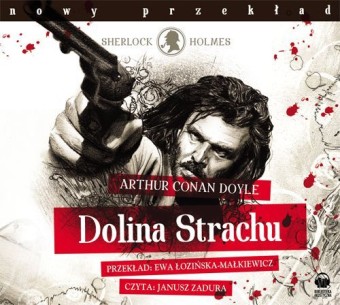 nowy przekład
SHERLOCK HOLMES
ARTHUR CONAN DOYLE
Dolina Strachu
PRZEKŁAD: EWA ŁOZIŃSKA-MAŁKIEWICZ
CZYTA: JANUSZ ZADURA